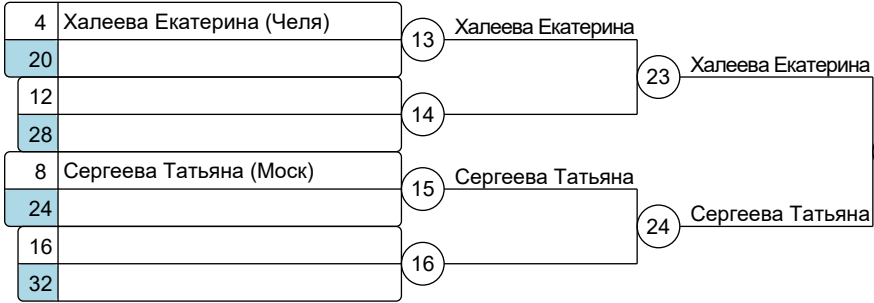 4 Халеева Екатерина (Челя)
20
13 Халеева Екатерина
12
28
14
23 Халеева Екатерина
8 Сергеева Татьяна (Моск)
24
15 Сергеева Татьяна
16
32
16
24 Сергеева Татьяна